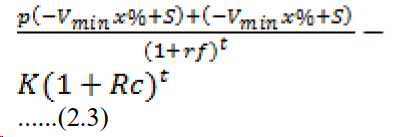 p(−V_min x%+S)+(−V_min x%+S)
(1+rf)^t −
K(1 + Rc)^t
......(2.3)